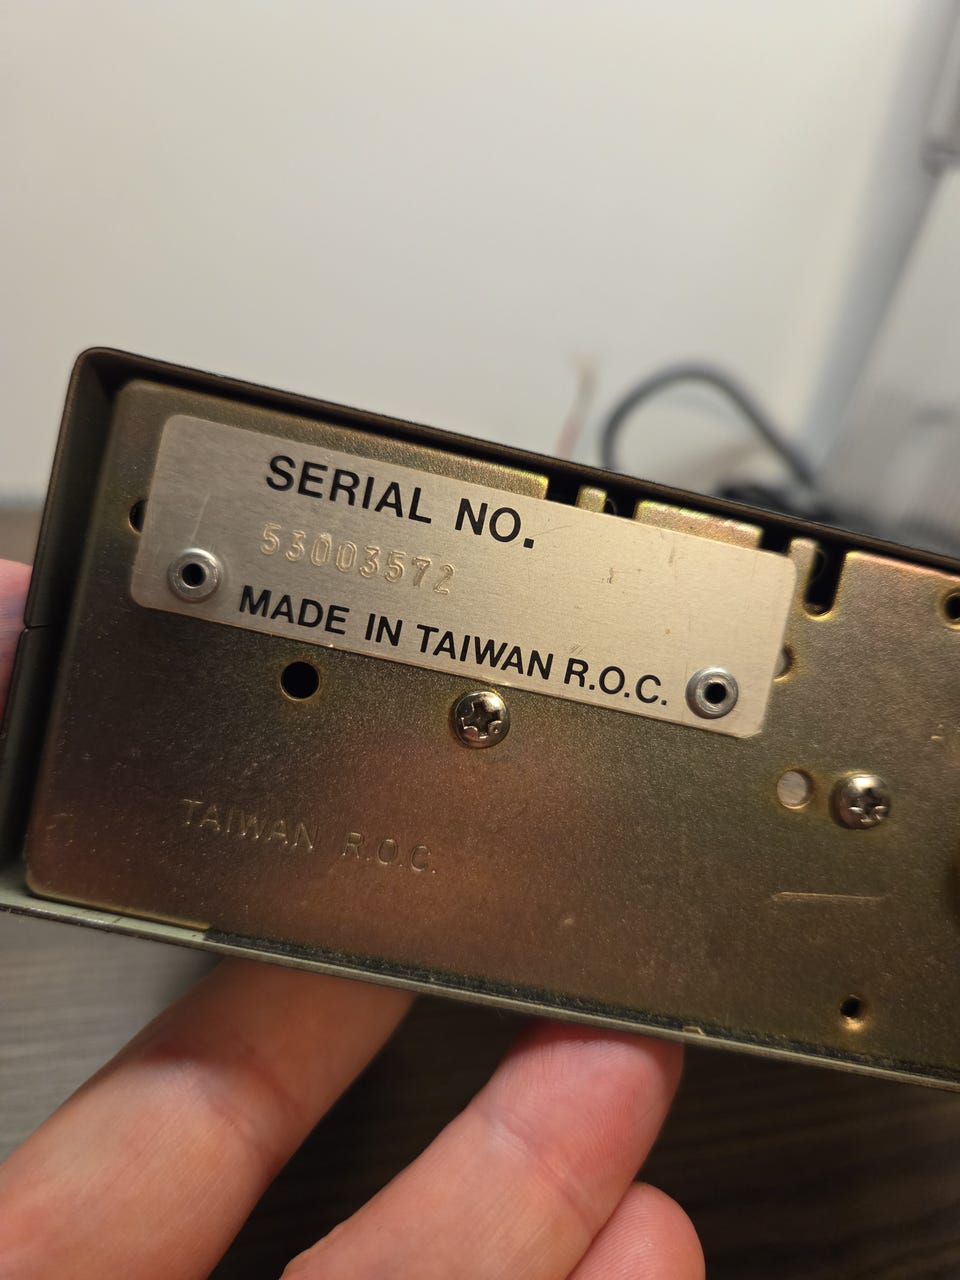 SERIAL NO.
53003572
MADE IN TAIWAN R.O.C.
TAIWAN R.O.C.